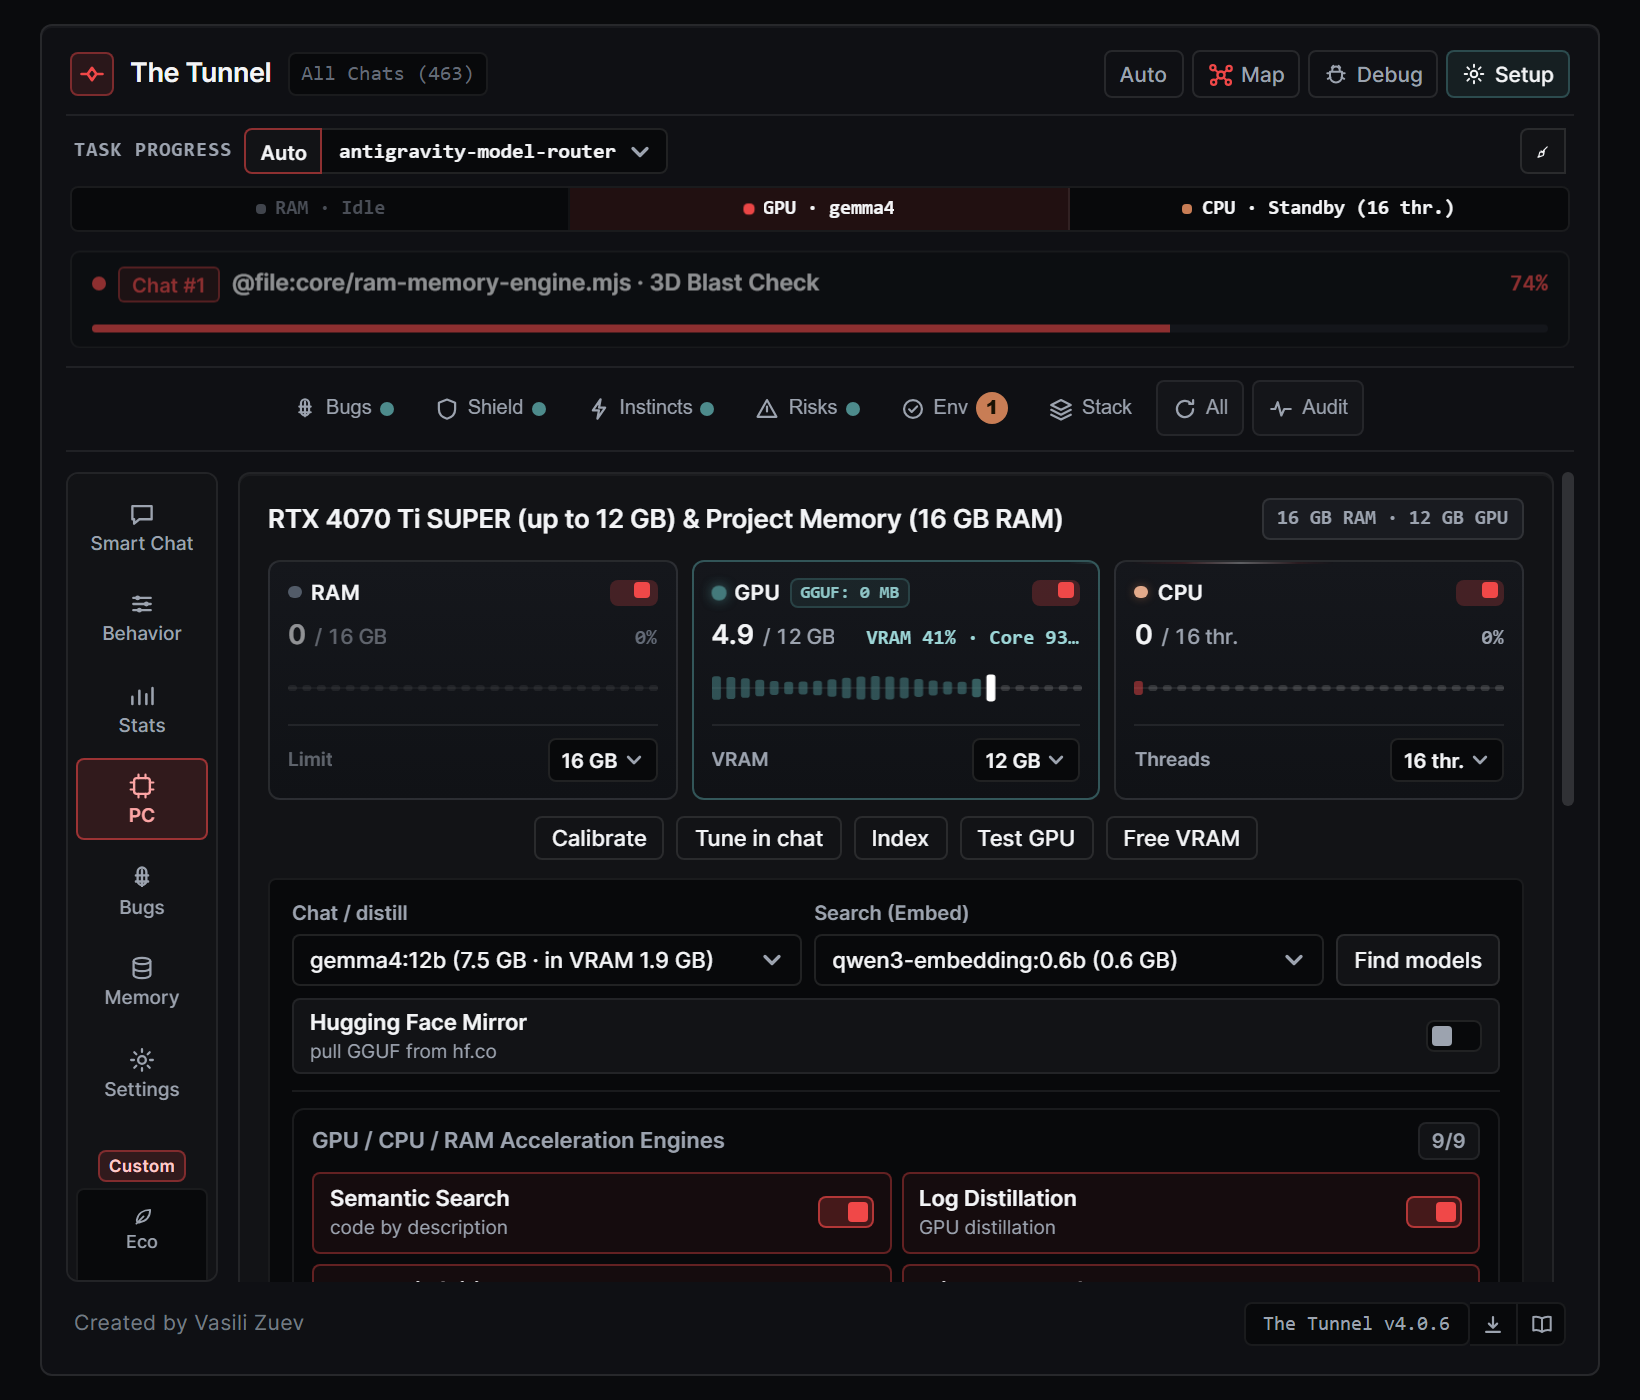 The Tunnel All Chats (463) Auto Map Debug Setup
TASK PROGRESS Auto antigravity-model-router
RAM · Idle GPU · gemma4 CPU · Standby (16 thr.)
Chat #1 @file:core/ram-memory-engine.mjs · 3D Blast Check 74%
Bugs Shield Instincts Risks Env 1 Stack All Audit
Smart Chat
Behavior
Stats
PC
Bugs
Memory
Settings
Custom
Eco
RTX 4070 Ti SUPER (up to 12 GB) & Project Memory (16 GB RAM) 16 GB RAM · 12 GB GPU
RAM
0 / 16 GB 0%
Limit 16 GB
GPU GGUF: 0 MB
4.9 / 12 GB VRAM 41% · Core 93…
VRAM 12 GB
CPU
0 / 16 thr. 0%
Threads 16 thr.
Calibrate Tune in chat Index Test GPU Free VRAM
Chat / distill Search (Embed)
gemma4:12b (7.5 GB · in VRAM 1.9 GB) qwen3-embedding:0.6b (0.6 GB) Find models
Hugging Face Mirror
pull GGUF from hf.co
GPU / CPU / RAM Acceleration Engines 9/9
Semantic Search
code by description
Log Distillation
GPU distillation
Created by Vasili Zuev The Tunnel v4.0.6